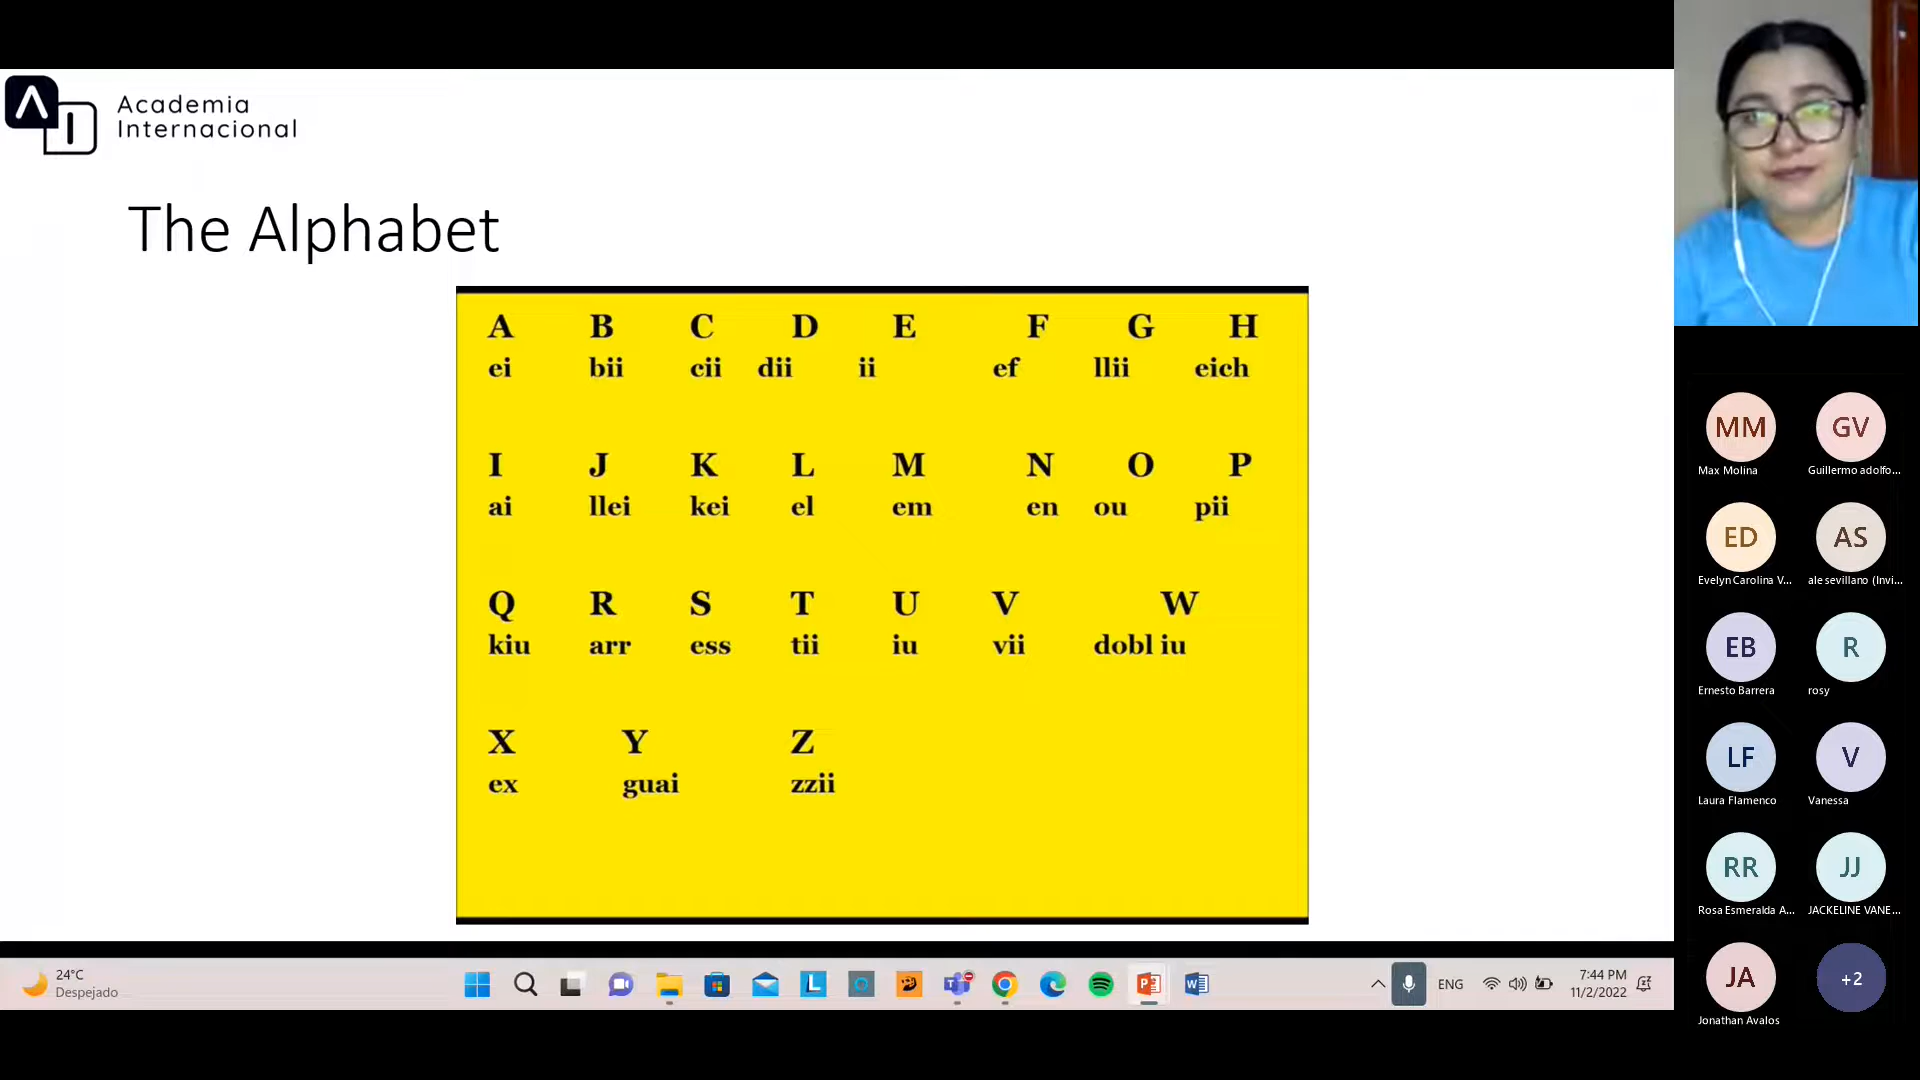 Academia
Internacional
The Alphabet
A B C D E F G H
ei bii cii dii ii ef llii eich
I J K L M N O P
ai llei kei el em en ou pii
Q R S T U V W
kiu arr ess tii iu vii dobl iu
X Y Z
ex guai zzii
MM GV
Max Molina Guillermo adolfo...
ED AS
Evelyn Carolina V... ale sevillano (Invi...
EB R
Ernesto Barrera rosy
LF V
Laura Flamenco Vanessa
RR JJ
Rosa Esmeralda A... JACKELINE VANE...
JA +2
Jonathan Avalos
24°C
Despejado
ENG
7:44 PM
11/2/2022